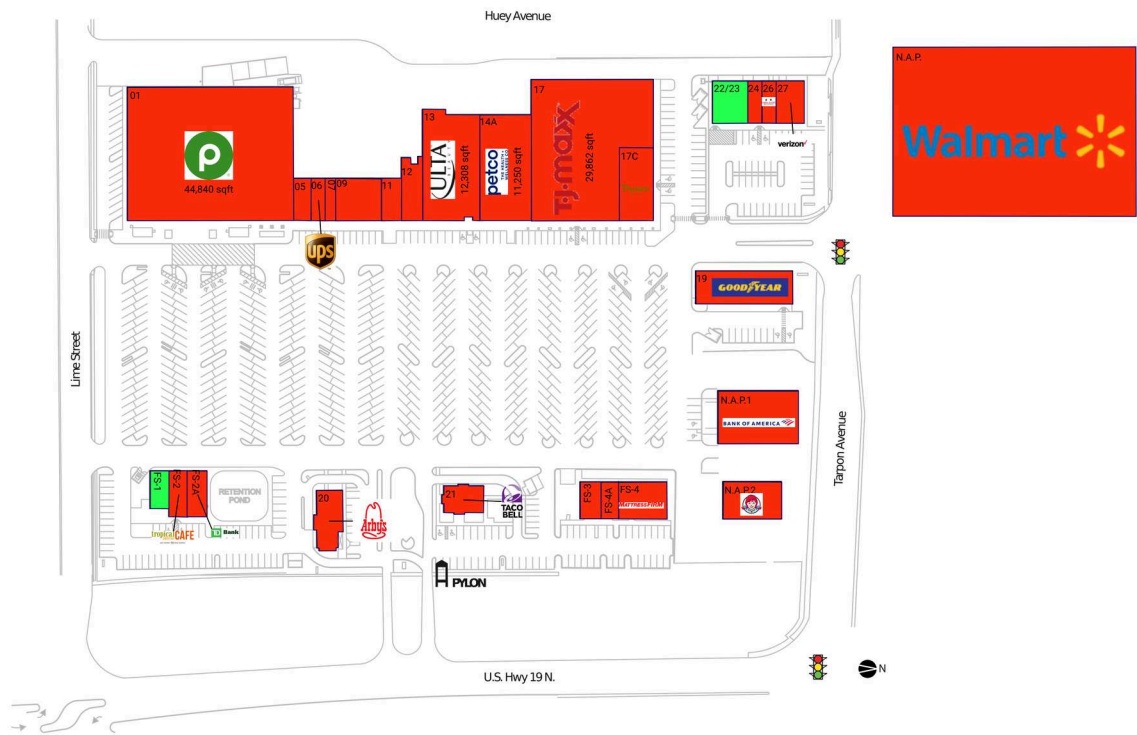 Huey Avenue
N.A.P.
Walmart
01
P
44,840 sqft
05
06
07
09
11
12
13
ULTA
12,308 sqft
14A
petco
11,250 sqft
17
T.J.maxx
29,862 sqft
17C
22/23
24
26
27
verizon
ups
19
GOODYEAR
Lime Street
N.A.P.1
BANK OF AMERICA
Tarpon Avenue
FS-1
FS-2
FS-2A
RETENTION
POND
tropical CAFE
TD Bank
20
Arby's
21
TACO
BELL
FS-3
FS-4A
FS-4
MATTRESSFIRM
N.A.P.2
PYLON
U.S. Hwy 19 N.
N